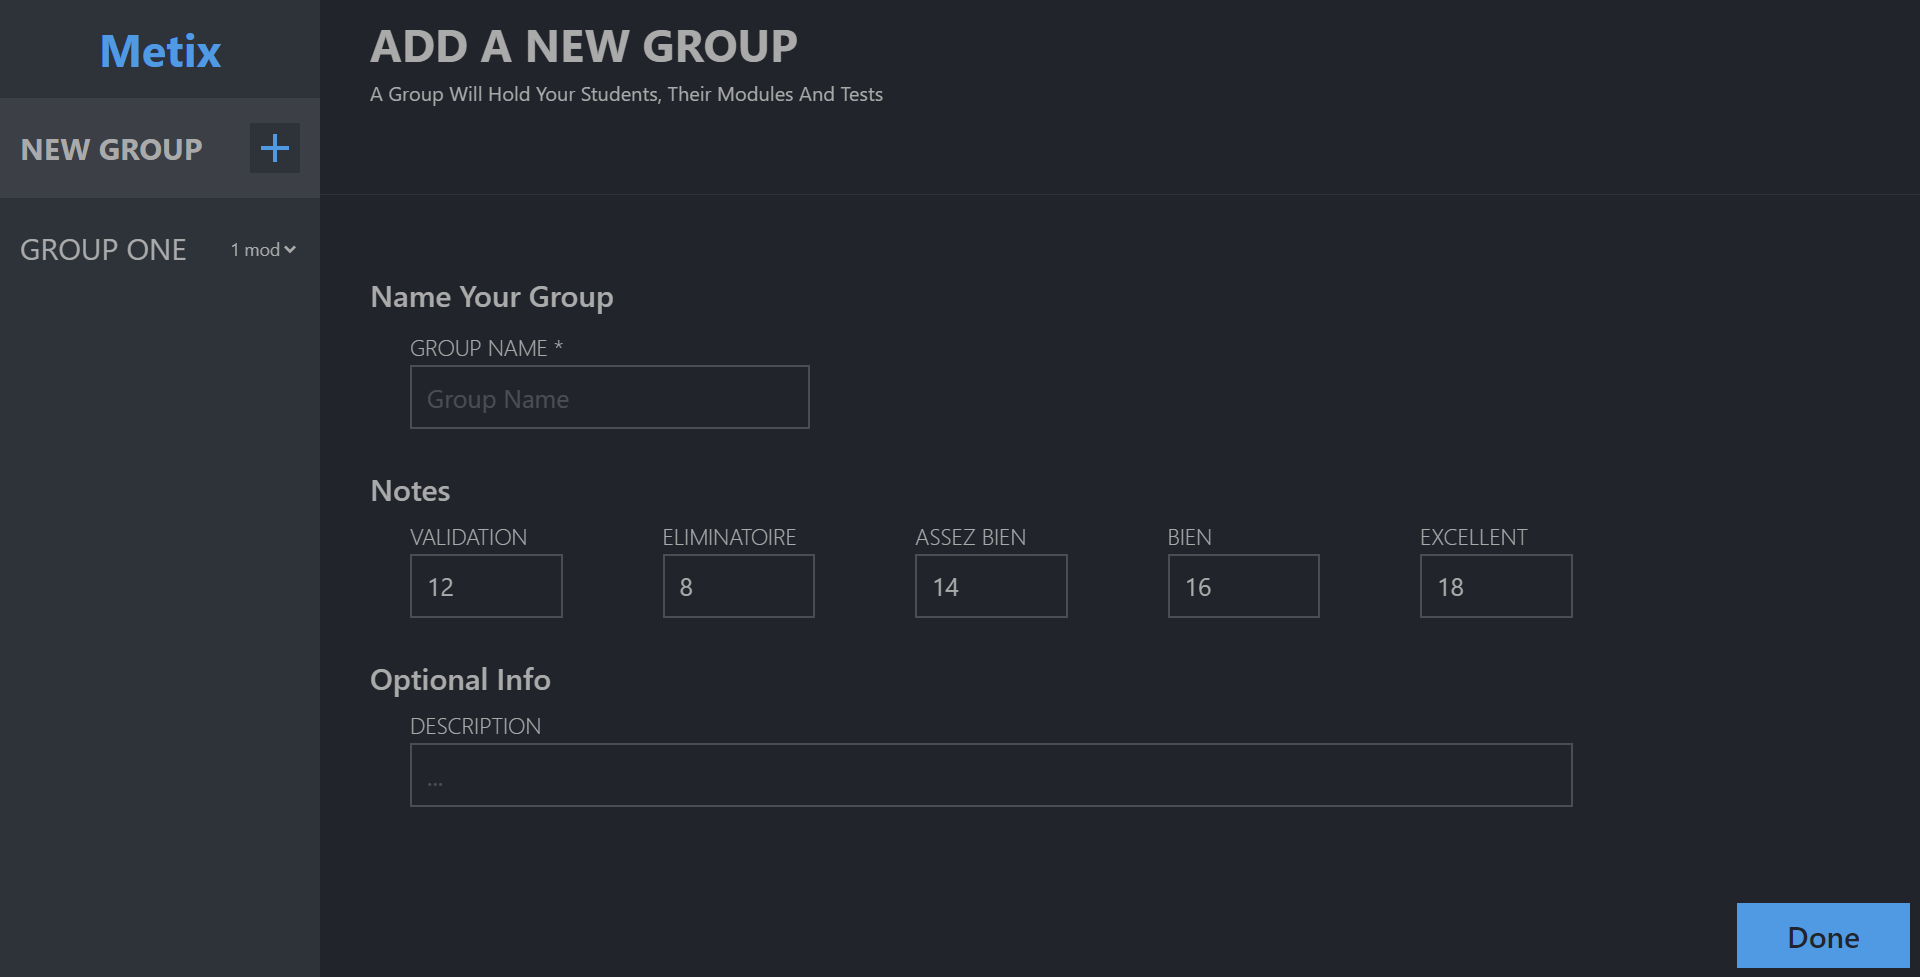 Metix
NEW GROUP
GROUP ONE 1 mod
ADD A NEW GROUP
A Group Will Hold Your Students, Their Modules And Tests
Name Your Group
GROUP NAME *
Group Name
Notes
VALIDATION ELIMINATOIRE ASSEZ BIEN BIEN EXCELLENT
12 8 14 16 18
Optional Info
DESCRIPTION
...
Done